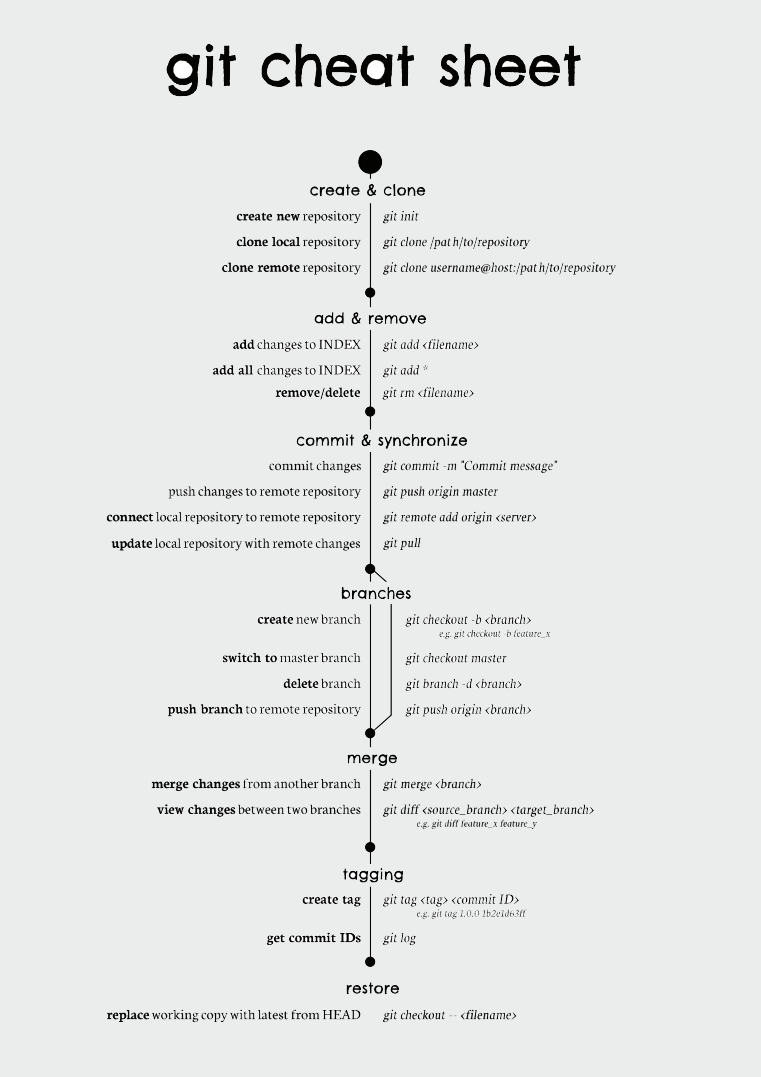 git cheat sheet
create & clone
create new repository git init
clone local repository git clone /path/to/repository
clone remote repository git clone username@host:/path/to/repository
add & remove
add changes to INDEX git add <filename>
add all changes to INDEX git add *
remove/delete git rm <filename>
commit & synchronize
commit changes git commit -m "Commit message"
push changes to remote repository git push origin master
connect local repository to remote repository git remote add origin <server>
update local repository with remote changes git pull
branches
create new branch git checkout -b <branch>
e.g. git checkout -b feature_x
switch to master branch git checkout master
delete branch git branch -d <branch>
push branch to remote repository git push origin <branch>
merge
merge changes from another branch git merge <branch>
view changes between two branches git diff <source_branch> <target_branch>
e.g. git diff feature_x feature_y
tagging
create tag git tag <tag> <commit ID>
e.g. git tag 1.0.0 1b2e1d63ff
get commit IDs git log
restore
replace working copy with latest from HEAD git checkout -- <filename>